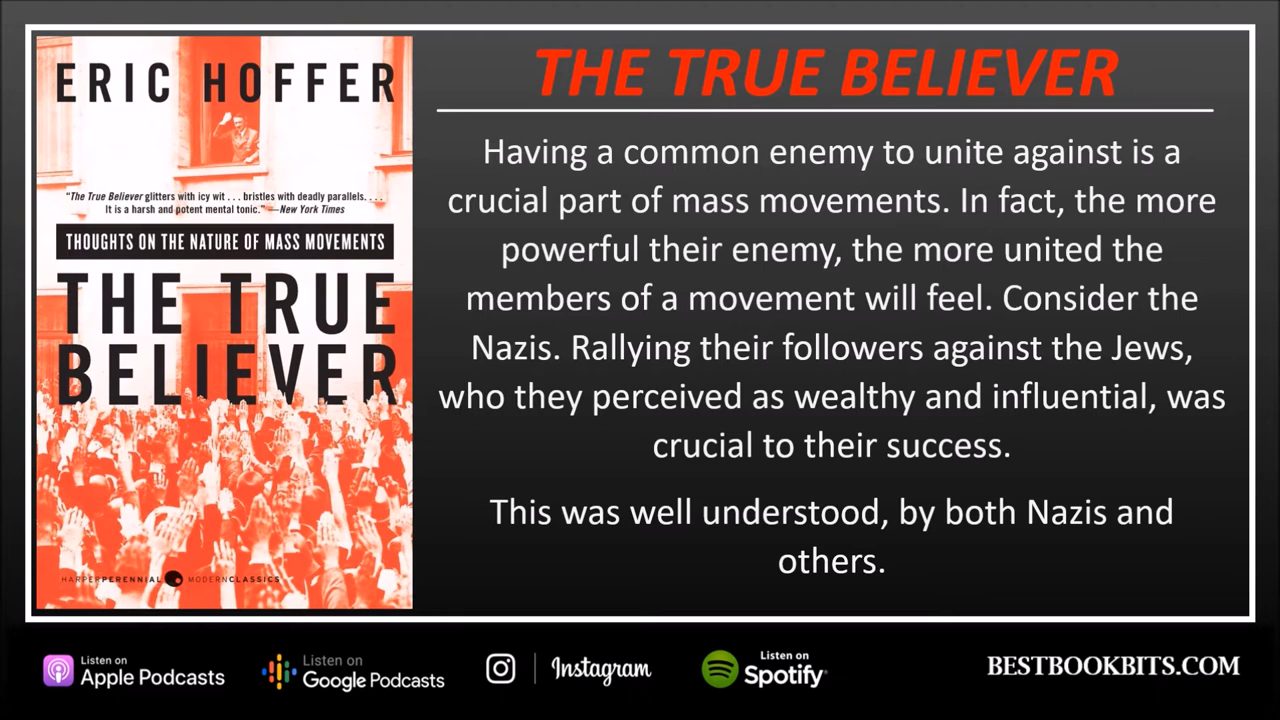 ERIC HOFFER
"The True Believer glitters with icy wit . . . bristles with deadly parallels. . . .
It is a harsh and potent mental tonic." —New York Times
THOUGHTS ON THE NATURE OF MASS MOVEMENTS
THE TRUE
BELIEVER
HARPERPERENNIAL MODERNCLASSICS
THE TRUE BELIEVER
Having a common enemy to unite against is a
crucial part of mass movements. In fact, the more
powerful their enemy, the more united the
members of a movement will feel. Consider the
Nazis. Rallying their followers against the Jews,
who they perceived as wealthy and influential, was
crucial to their success.
This was well understood, by both Nazis and
others.
Listen on
Apple Podcasts
Listen on
Google Podcasts
Instagram
Listen on
Spotify
BESTBOOKBITS.COM